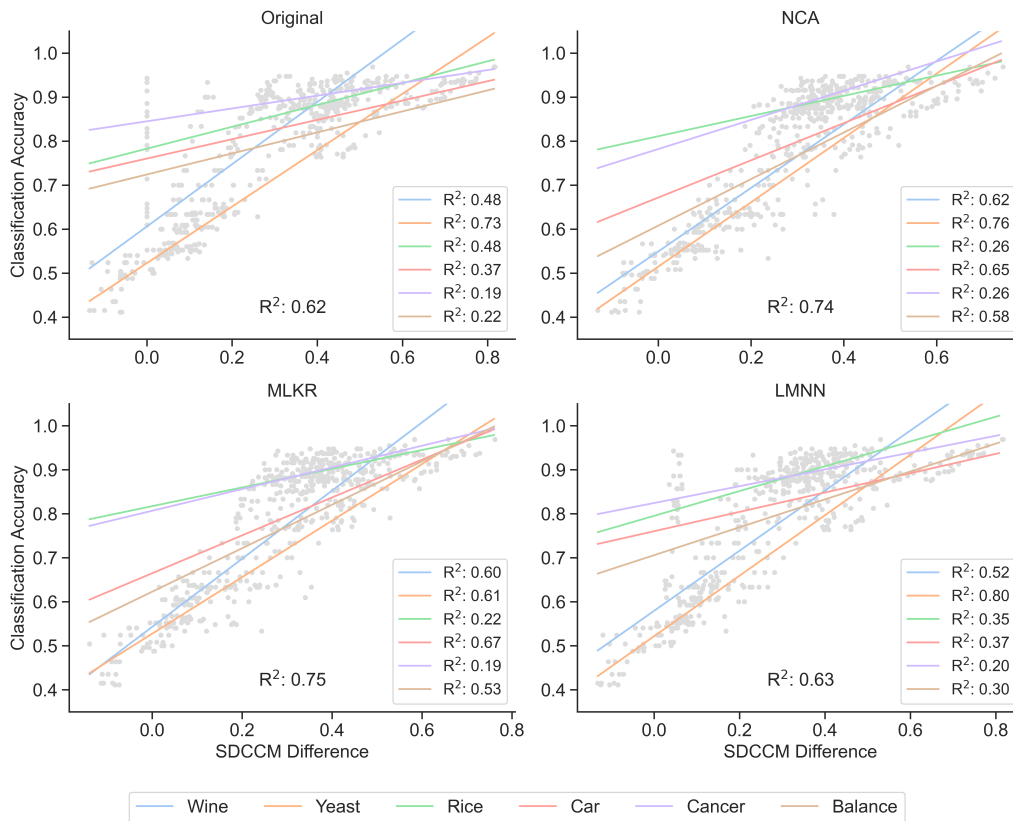 Original
NCA
Classification Accuracy
1.0
0.9
0.8
0.7
0.6
0.5
0.4
0.0
0.2
0.4
0.6
0.8
R²: 0.62
R²: 0.48
R²: 0.73
R²: 0.48
R²: 0.37
R²: 0.19
R²: 0.22
1.0
0.9
0.8
0.7
0.6
0.5
0.4
0.0
0.2
0.4
0.6
R²: 0.74
R²: 0.62
R²: 0.76
R²: 0.26
R²: 0.65
R²: 0.26
R²: 0.58
MLKR
LMNN
Classification Accuracy
1.0
0.9
0.8
0.7
0.6
0.5
0.4
0.0
0.2
0.4
0.6
0.8
SDCCM Difference
R²: 0.75
R²: 0.60
R²: 0.61
R²: 0.22
R²: 0.67
R²: 0.19
R²: 0.53
1.0
0.9
0.8
0.7
0.6
0.5
0.4
0.0
0.2
0.4
0.6
0.8
SDCCM Difference
R²: 0.63
R²: 0.52
R²: 0.80
R²: 0.35
R²: 0.37
R²: 0.20
R²: 0.30
Wine Yeast Rice Car Cancer Balance